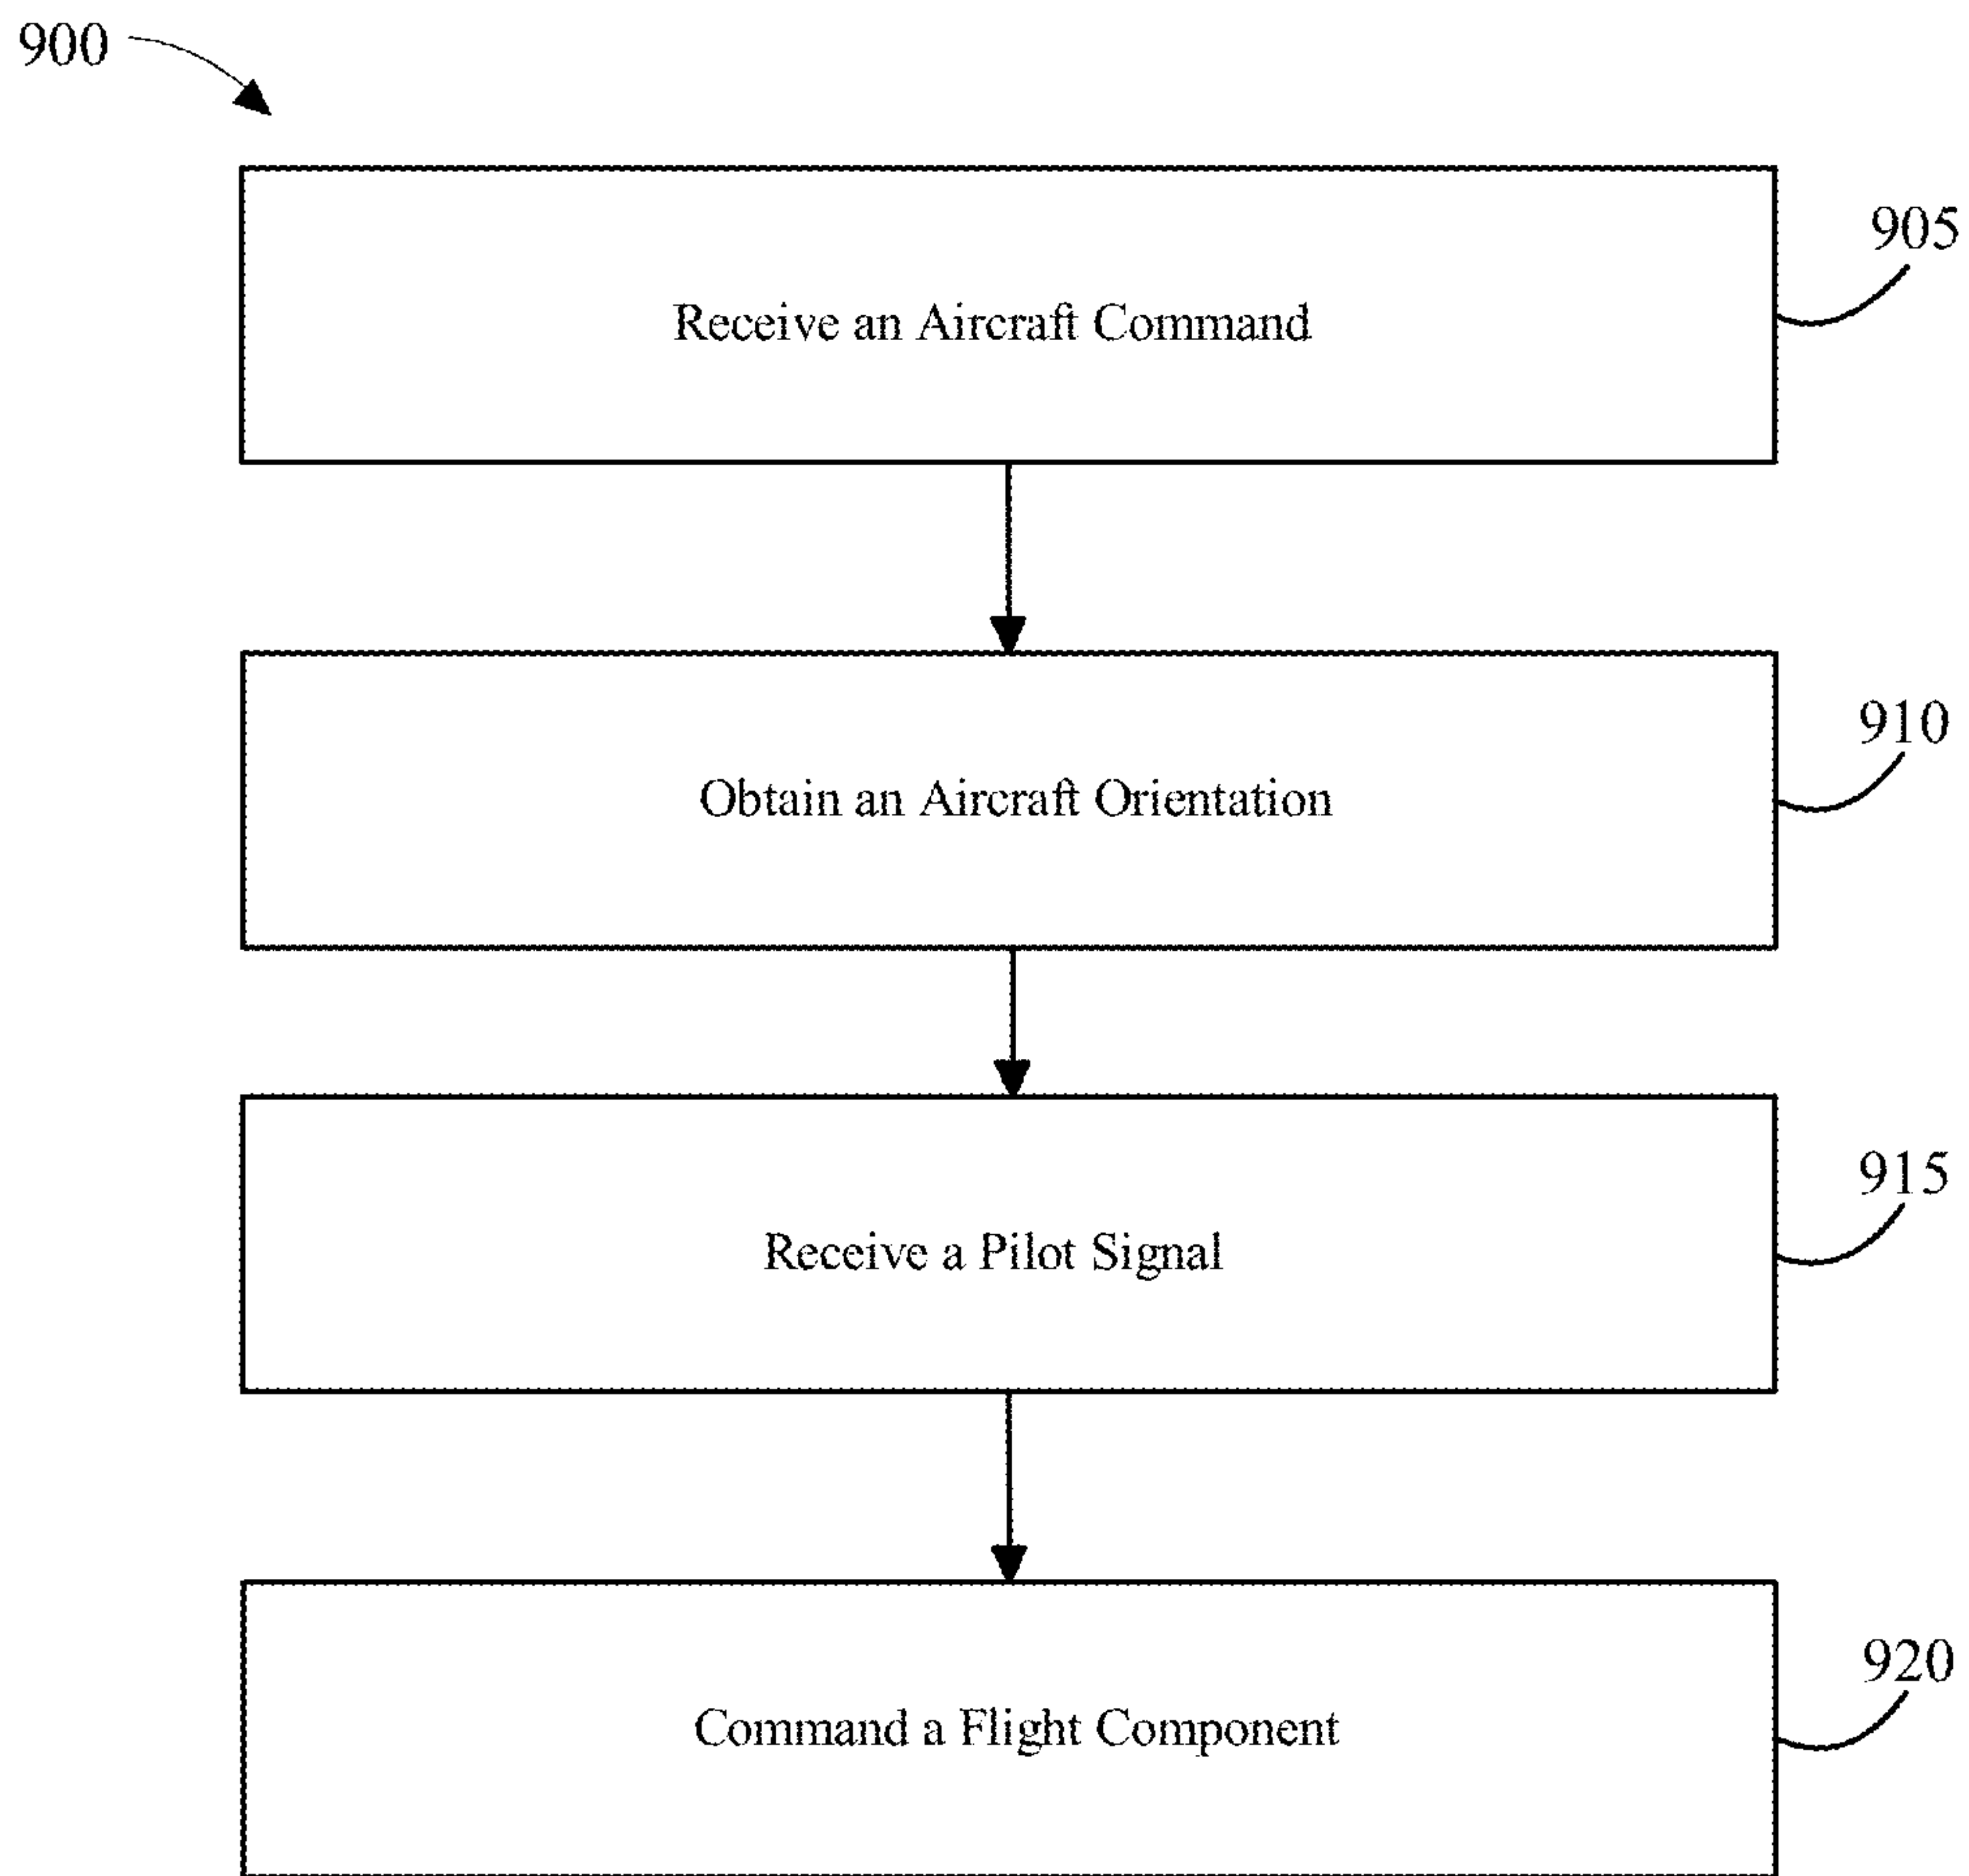 900
905
Receive an Aircraft Command
910
Obtain an Aircraft Orientation
915
Receive a Pilot Signal
920
Command a Flight Component